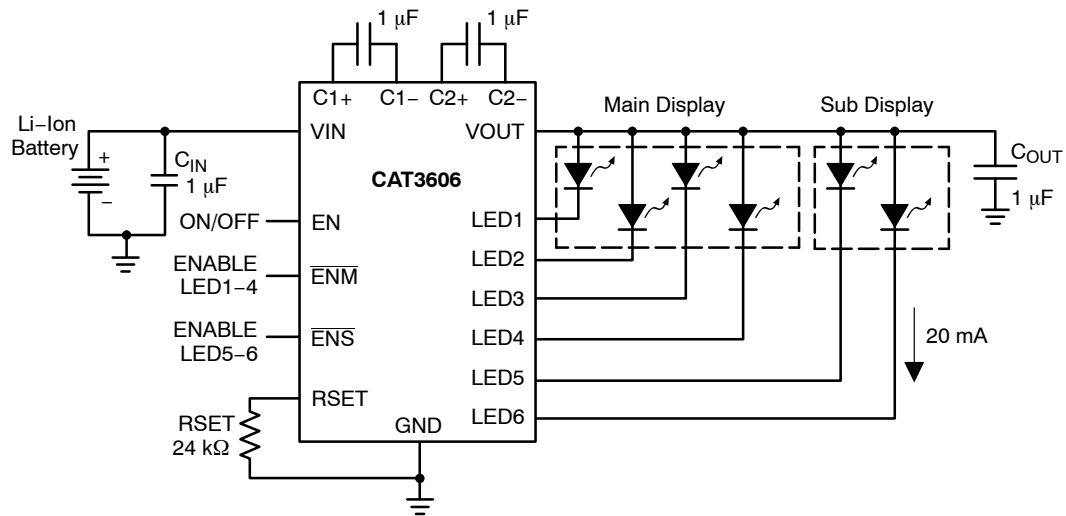 1 μF
1 μF
C1+
C1−
C2+
C2−
Main Display
Sub Display
Li−Ion
Battery
+
−
VIN
VOUT
CIN
1 μF
COUT
1 μF
CAT3606
ON/OFF
EN
LED1
ENABLE
LED1−4
ENM
LED2
LED3
ENABLE
LED5−6
ENS
LED4
20 mA
LED5
RSET
LED6
RSET
24 kΩ
GND